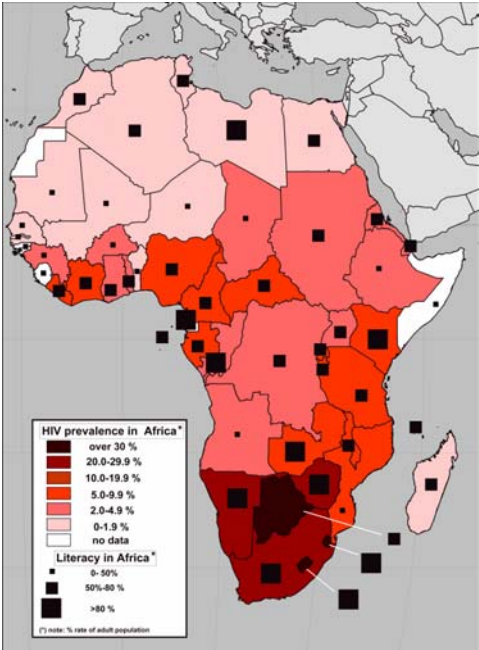 HIV prevalence in Africa*
over 30 %
20.0-29.9 %
10.0-19.9 %
5.0-9.9 %
2.0-4.9 %
0-1.9 %
no data
Literacy in Africa*
0- 50%
50%-80 %
>80 %
(*) note: % rate of adult population